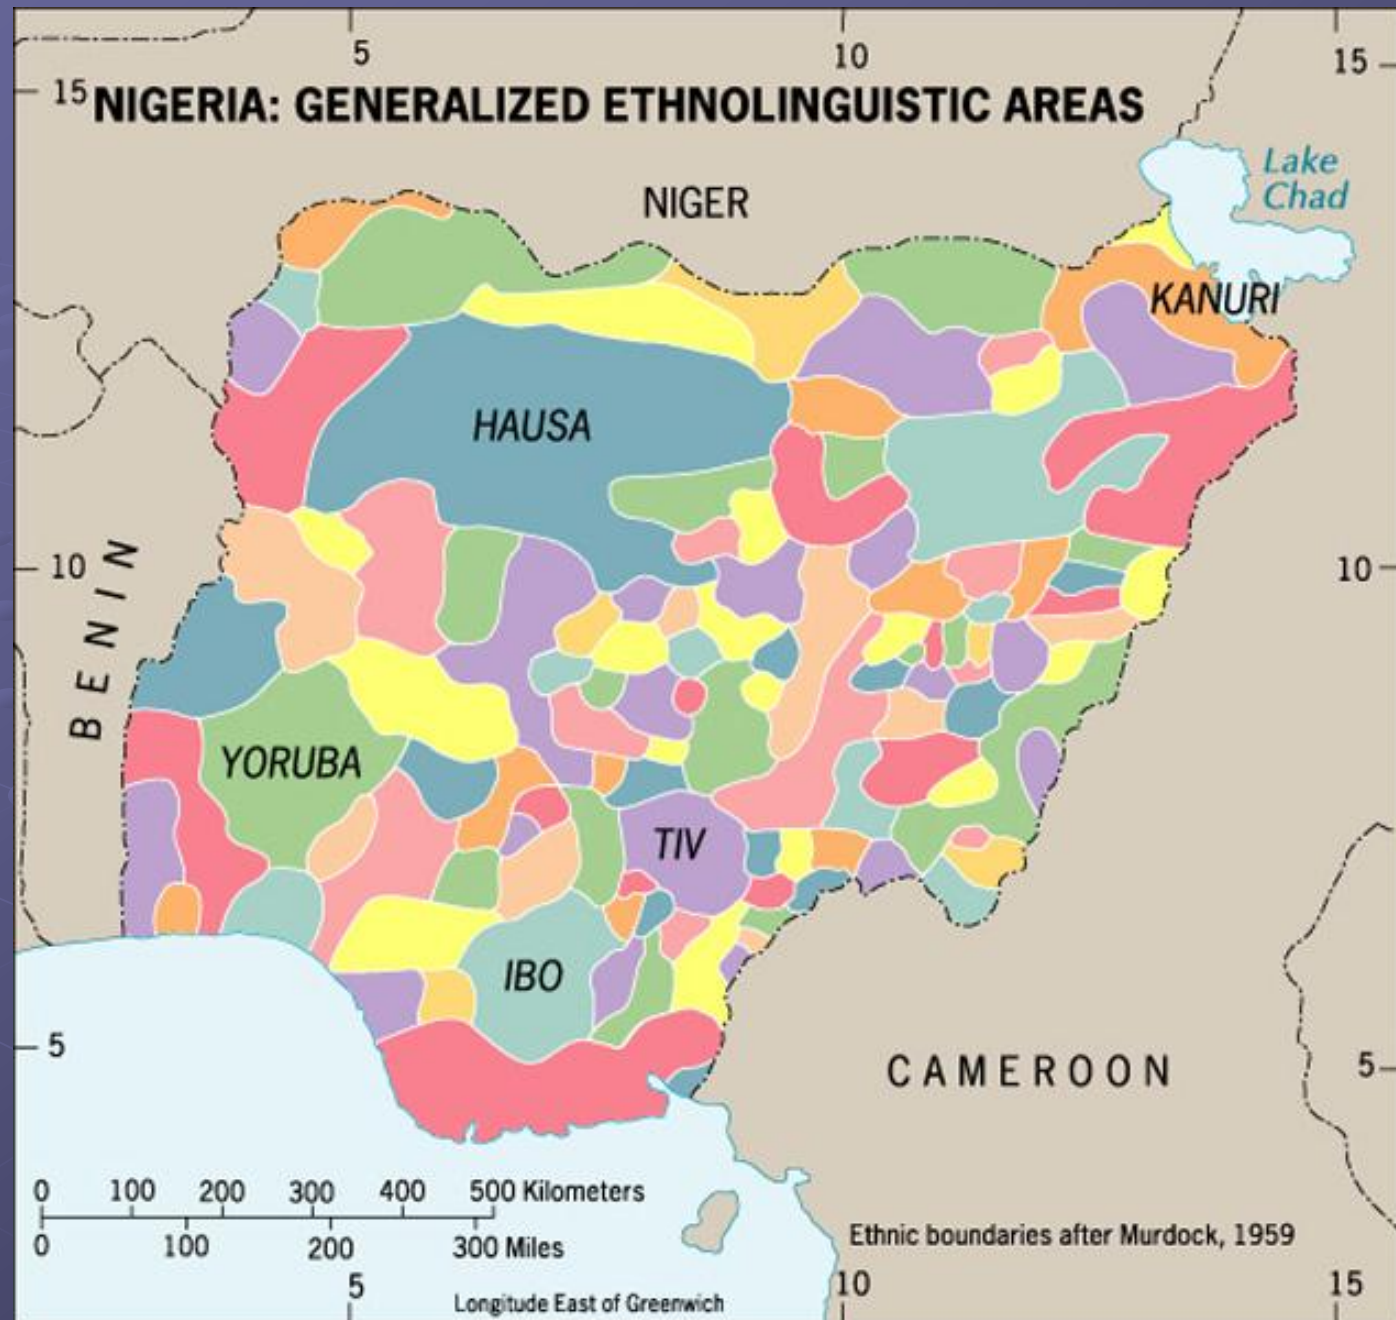 5 10 15
15 NIGERIA: GENERALIZED ETHNOLINGUISTIC AREAS
Lake
Chad
NIGER
KANURI
HAUSA
10 10
BENIN
YORUBA
TIV
IBO
5 5
CAMEROON
0 100 200 300 400 500 Kilometers
0 100 200 300 Miles
Ethnic boundaries after Murdock, 1959
5 10 15
Longitude East of Greenwich